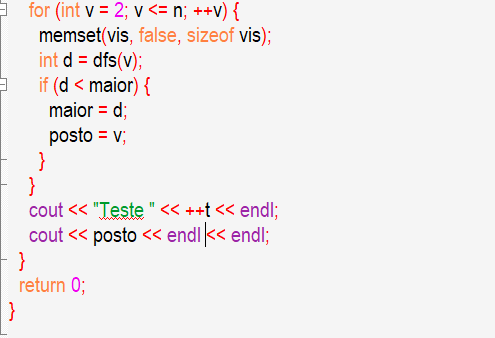 for (int v = 2; v <= n; ++v) {
memset(vis, false, sizeof vis);
int d = dfs(v);
if (d < maior) {
maior = d;
posto = v;
}
}
cout << "Teste " << ++t << endl;
cout << posto << endl << endl;
}
return 0;
}